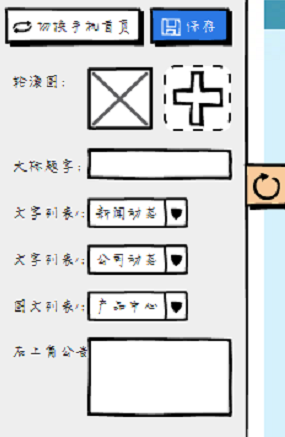 切换手机首页 保存
轮漫图:
大标题字:
文字列表1: 新闻动态
文字列表1: 公司动态
图文列表1: 产品中心
右上角公告